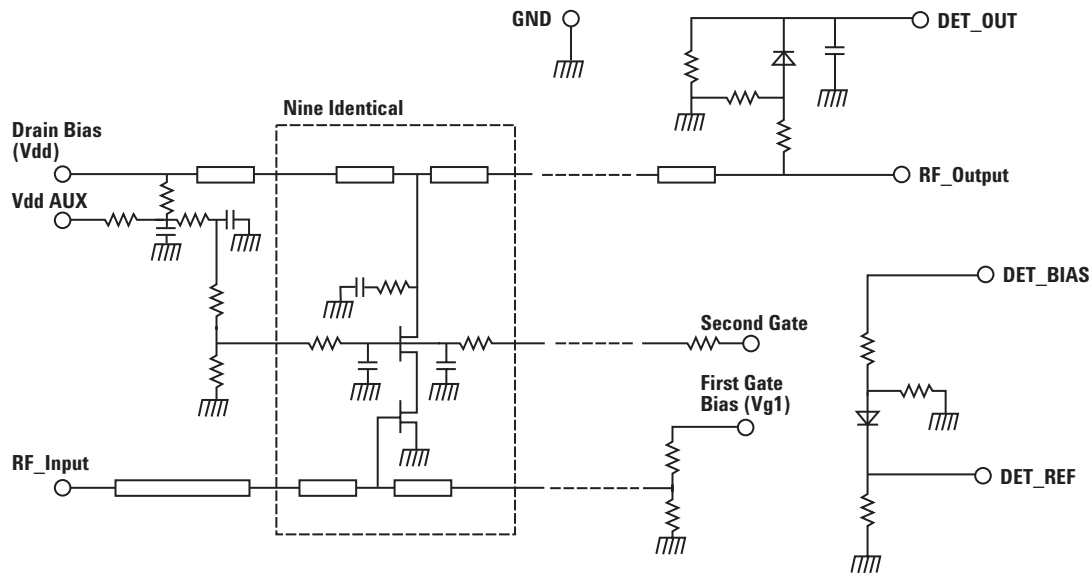 GND
DET_OUT
Nine Identical
Drain Bias
(Vdd)
RF_Output
Vdd AUX
DET_BIAS
Second Gate
First Gate
Bias (Vg1)
RF_Input
DET_REF